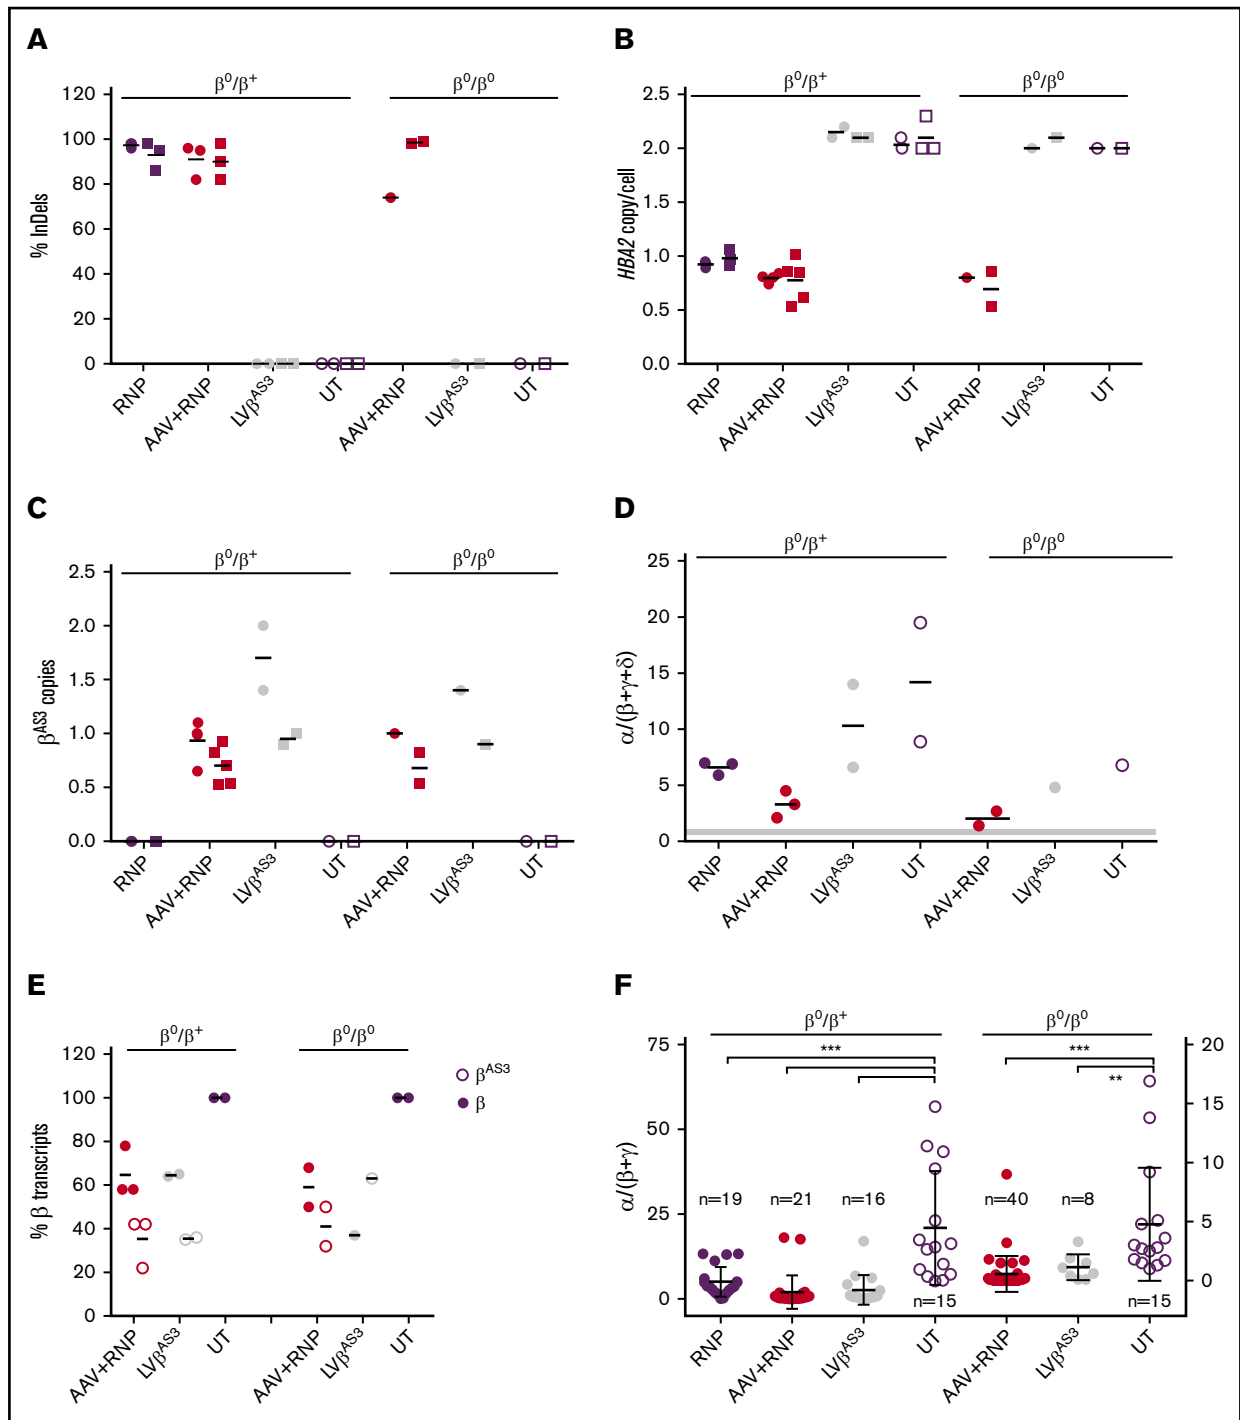 A
β⁰/β⁺
β⁰/β⁰
120
100
80
60
40
20
0
% InDels
RNP
AAV+RNP
LVβᴬˢ³
UT
AAV+RNP
LVβᴬˢ³
UT
B
β⁰/β⁺
β⁰/β⁰
2.5
2.0
1.5
1.0
0.5
0.0
HBA2 copy/cell
RNP
AAV+RNP
LVβᴬˢ³
UT
AAV+RNP
LVβᴬˢ³
UT
C
β⁰/β⁺
β⁰/β⁰
2.5
2.0
1.5
1.0
0.5
0.0
βᴬˢ³ copies
RNP
AAV+RNP
LVβᴬˢ³
UT
AAV+RNP
LVβᴬˢ³
UT
D
β⁰/β⁺
β⁰/β⁰
25
20
15
10
5
0
α/(β+γ+δ)
RNP
AAV+RNP
LVβᴬˢ³
UT
AAV+RNP
LVβᴬˢ³
UT
E
β⁰/β⁺
β⁰/β⁰
120
100
80
60
40
20
0
% β transcripts
βᴬˢ³
β
AAV+RNP
LVβᴬˢ³
UT
AAV+RNP
LVβᴬˢ³
UT
F
β⁰/β⁺
β⁰/β⁰
75
50
25
0
α/(β+γ)
20
15
10
5
0
***
***
**
n=19
n=21
n=16
n=40
n=8
n=15
n=15
RNP
AAV+RNP
LVβᴬˢ³
UT
AAV+RNP
LVβᴬˢ³
UT